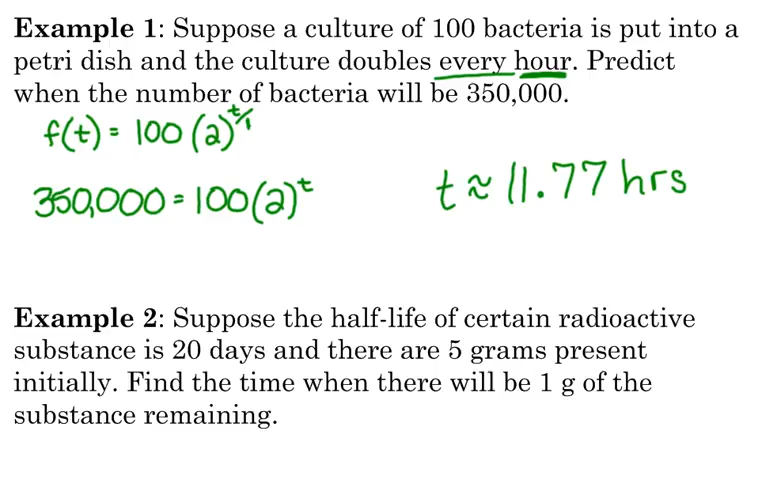 Example 1: Suppose a culture of 100 bacteria is put into a
petri dish and the culture doubles every hour. Predict
when the number of bacteria will be 350,000.
f(t) = 100 (2)^t/1
350,000 = 100(2)^t
t ≈ 11.77 hrs
Example 2: Suppose the half-life of certain radioactive
substance is 20 days and there are 5 grams present
initially. Find the time when there will be 1 g of the
substance remaining.